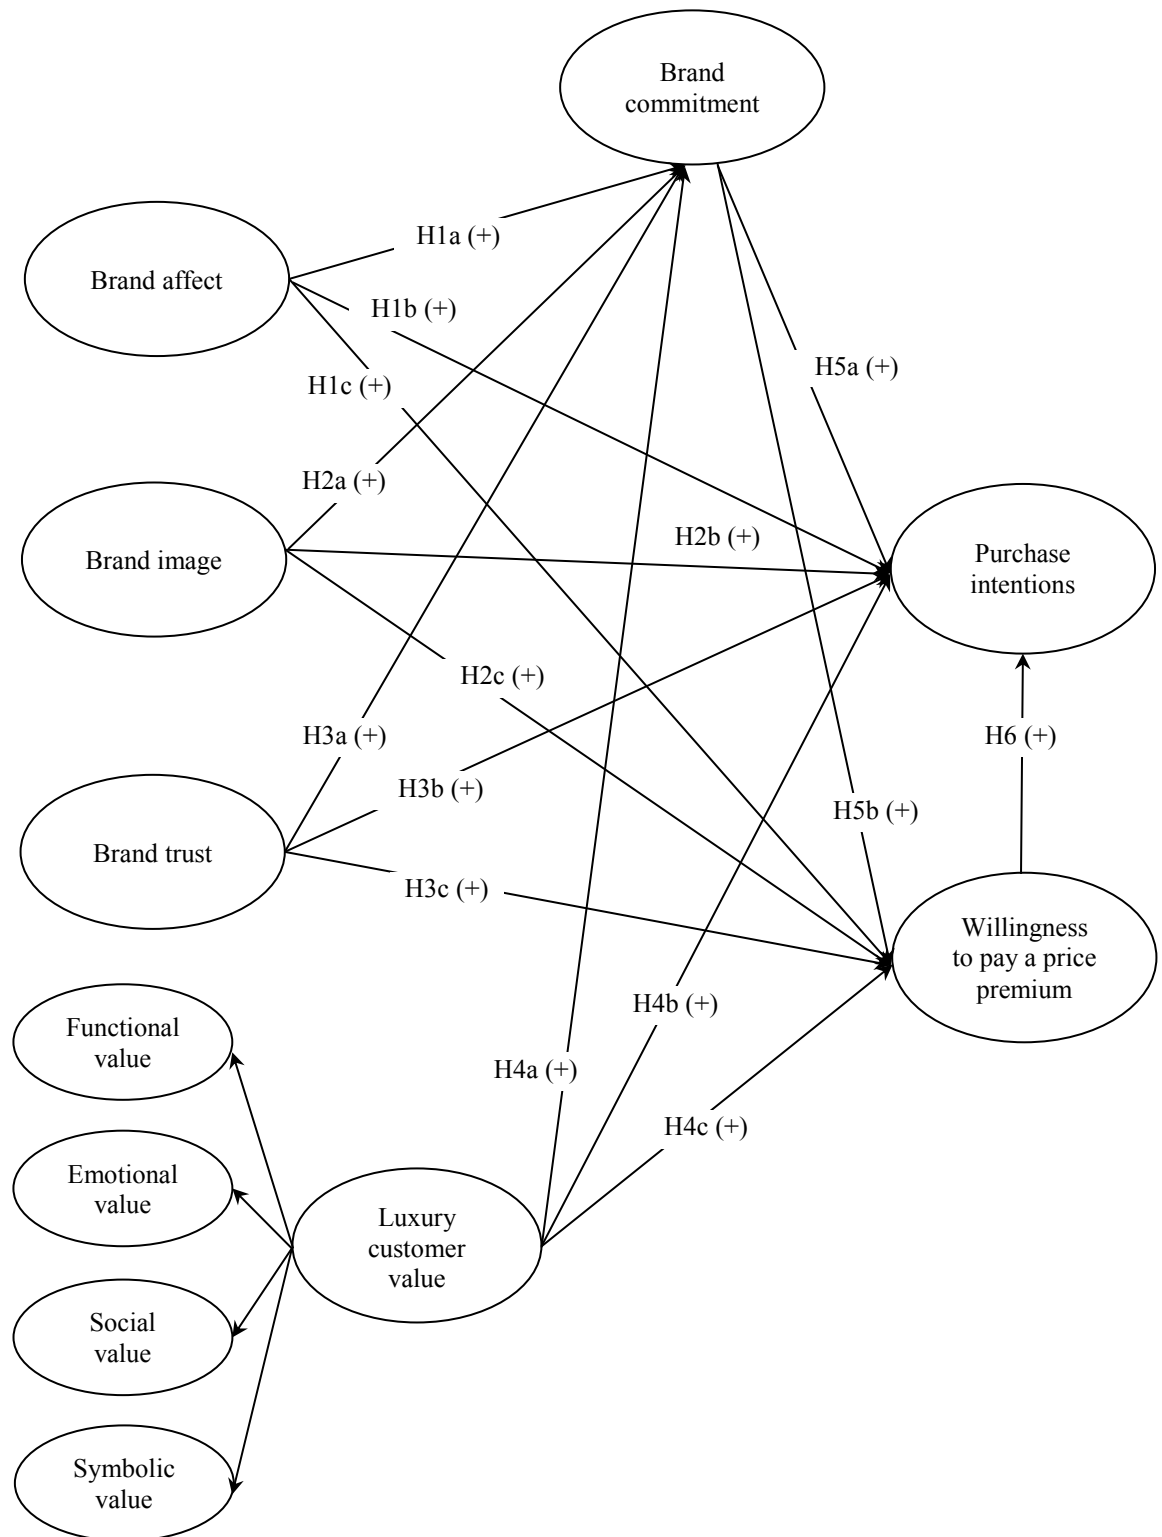 Brand
commitment
H1a (+)
Brand affect
H1b (+)
H5a (+)
H1c (+)
H2a (+)
H2b (+)
Brand image
Purchase
intentions
H2c (+)
H3a (+)
H6 (+)
H3b (+)
H5b (+)
Brand trust
H3c (+)
Willingness
to pay a price
premium
H4b (+)
Functional
value
H4a (+)
H4c (+)
Emotional
value
Luxury
customer
value
Social
value
Symbolic
value